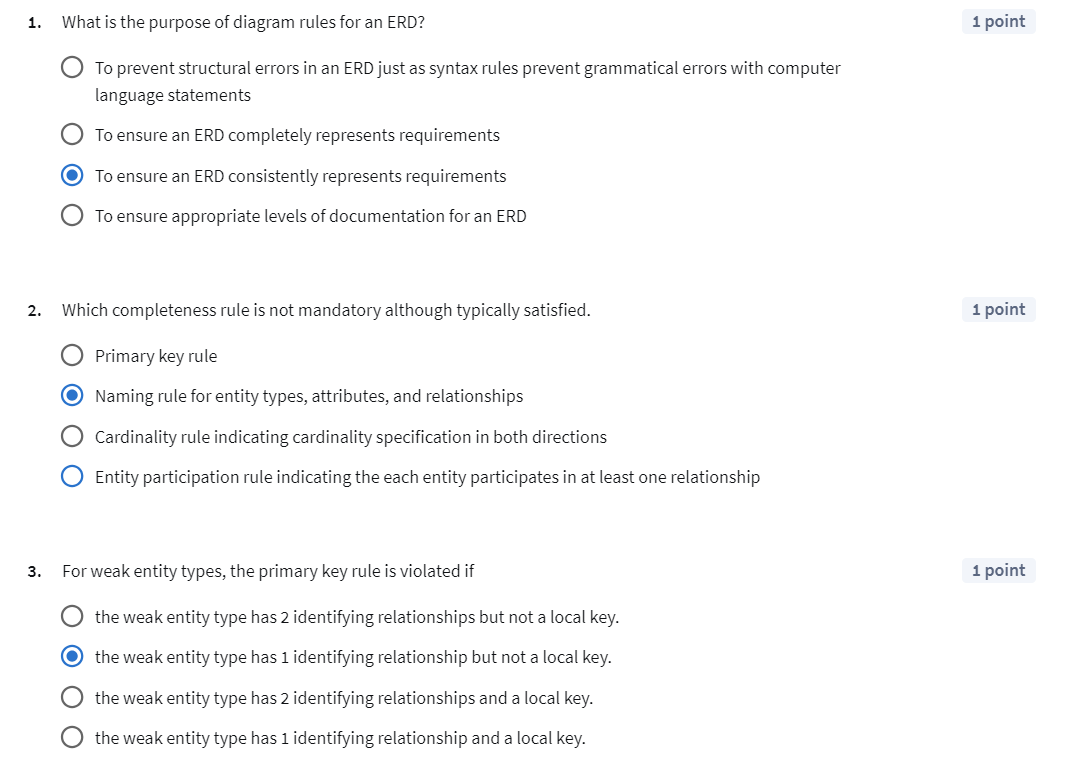 1. What is the purpose of diagram rules for an ERD? 1 point
To prevent structural errors in an ERD just as syntax rules prevent grammatical errors with computer
language statements
To ensure an ERD completely represents requirements
To ensure an ERD consistently represents requirements
To ensure appropriate levels of documentation for an ERD
2. Which completeness rule is not mandatory although typically satisfied. 1 point
Primary key rule
Naming rule for entity types, attributes, and relationships
Cardinality rule indicating cardinality specification in both directions
Entity participation rule indicating the each entity participates in at least one relationship
3. For weak entity types, the primary key rule is violated if 1 point
the weak entity type has 2 identifying relationships but not a local key.
the weak entity type has 1 identifying relationship but not a local key.
the weak entity type has 2 identifying relationships and a local key.
the weak entity type has 1 identifying relationship and a local key.